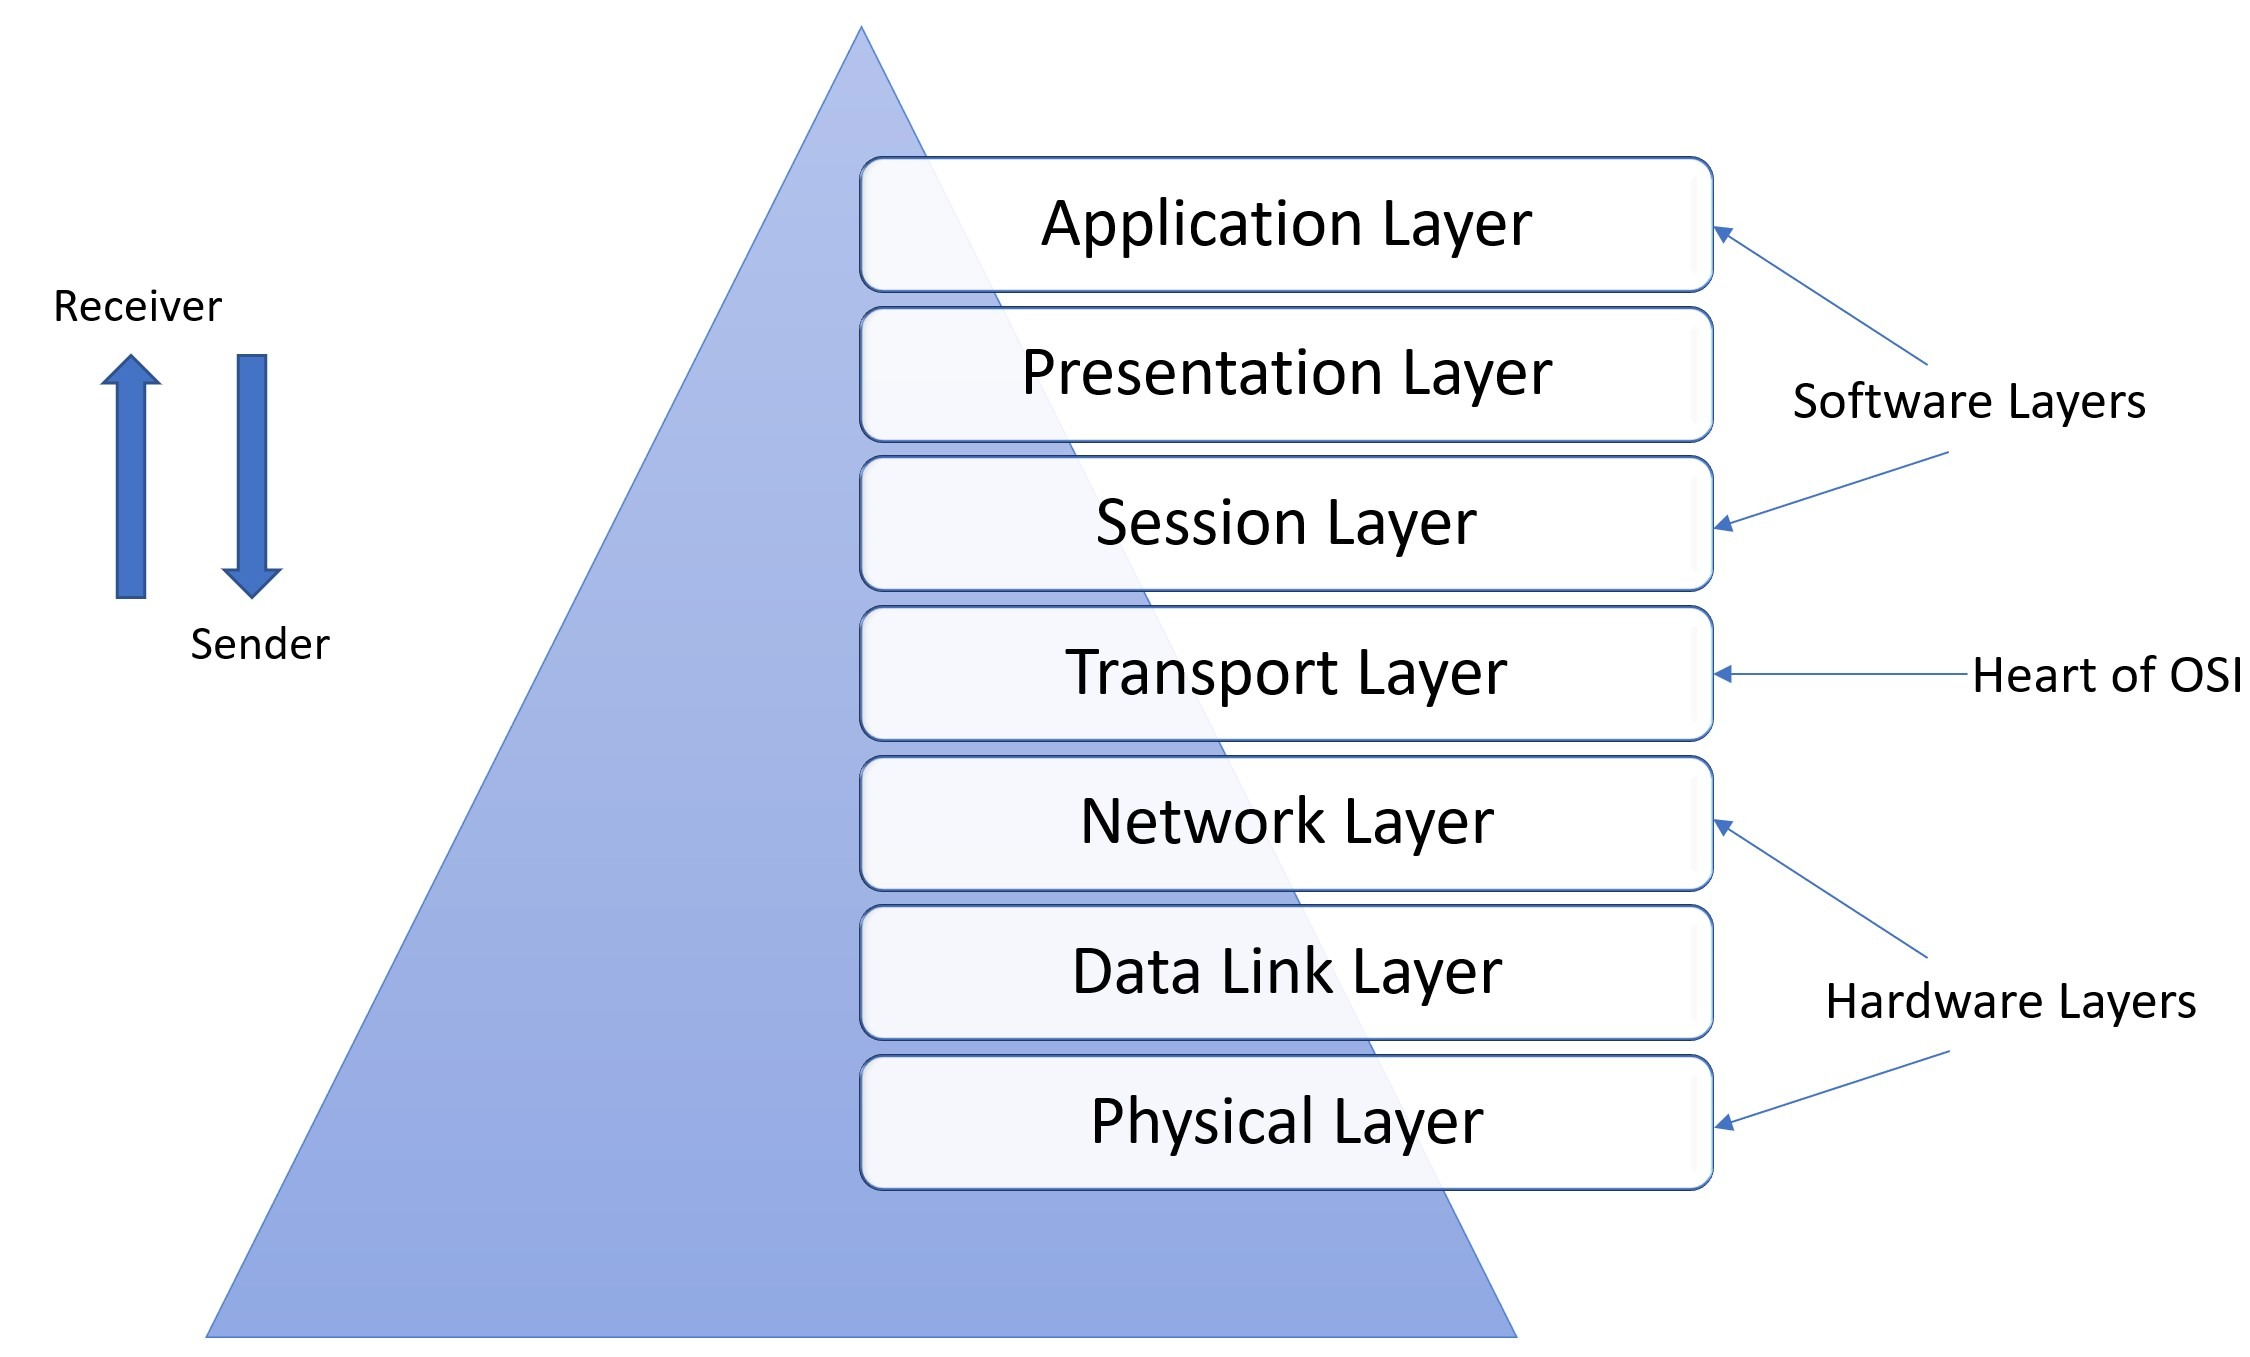 Application Layer
Presentation Layer
Session Layer
Transport Layer
Network Layer
Data Link Layer
Physical Layer
Receiver
Sender
Software Layers
Heart of OSI
Hardware Layers